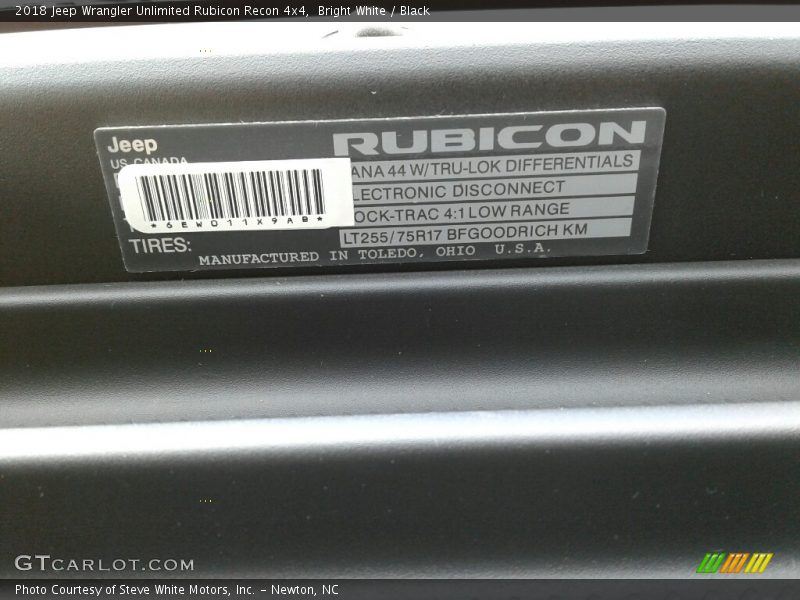 2018 Jeep Wrangler Unlimited Rubicon Recon 4x4, Bright White / Black
Jeep
US CANADA
RUBICON
ANA 44 W/TRU-LOK DIFFERENTIALS
LECTRONIC DISCONNECT
OCK-TRAC 4:1 LOW RANGE
*6EWD11X9AB*
TIRES: LT255/75R17 BFGOODRICH KM
MANUFACTURED IN TOLEDO, OHIO U.S.A.
GTCARLOT.COM
Photo Courtesy of Steve White Motors, Inc. – Newton, NC